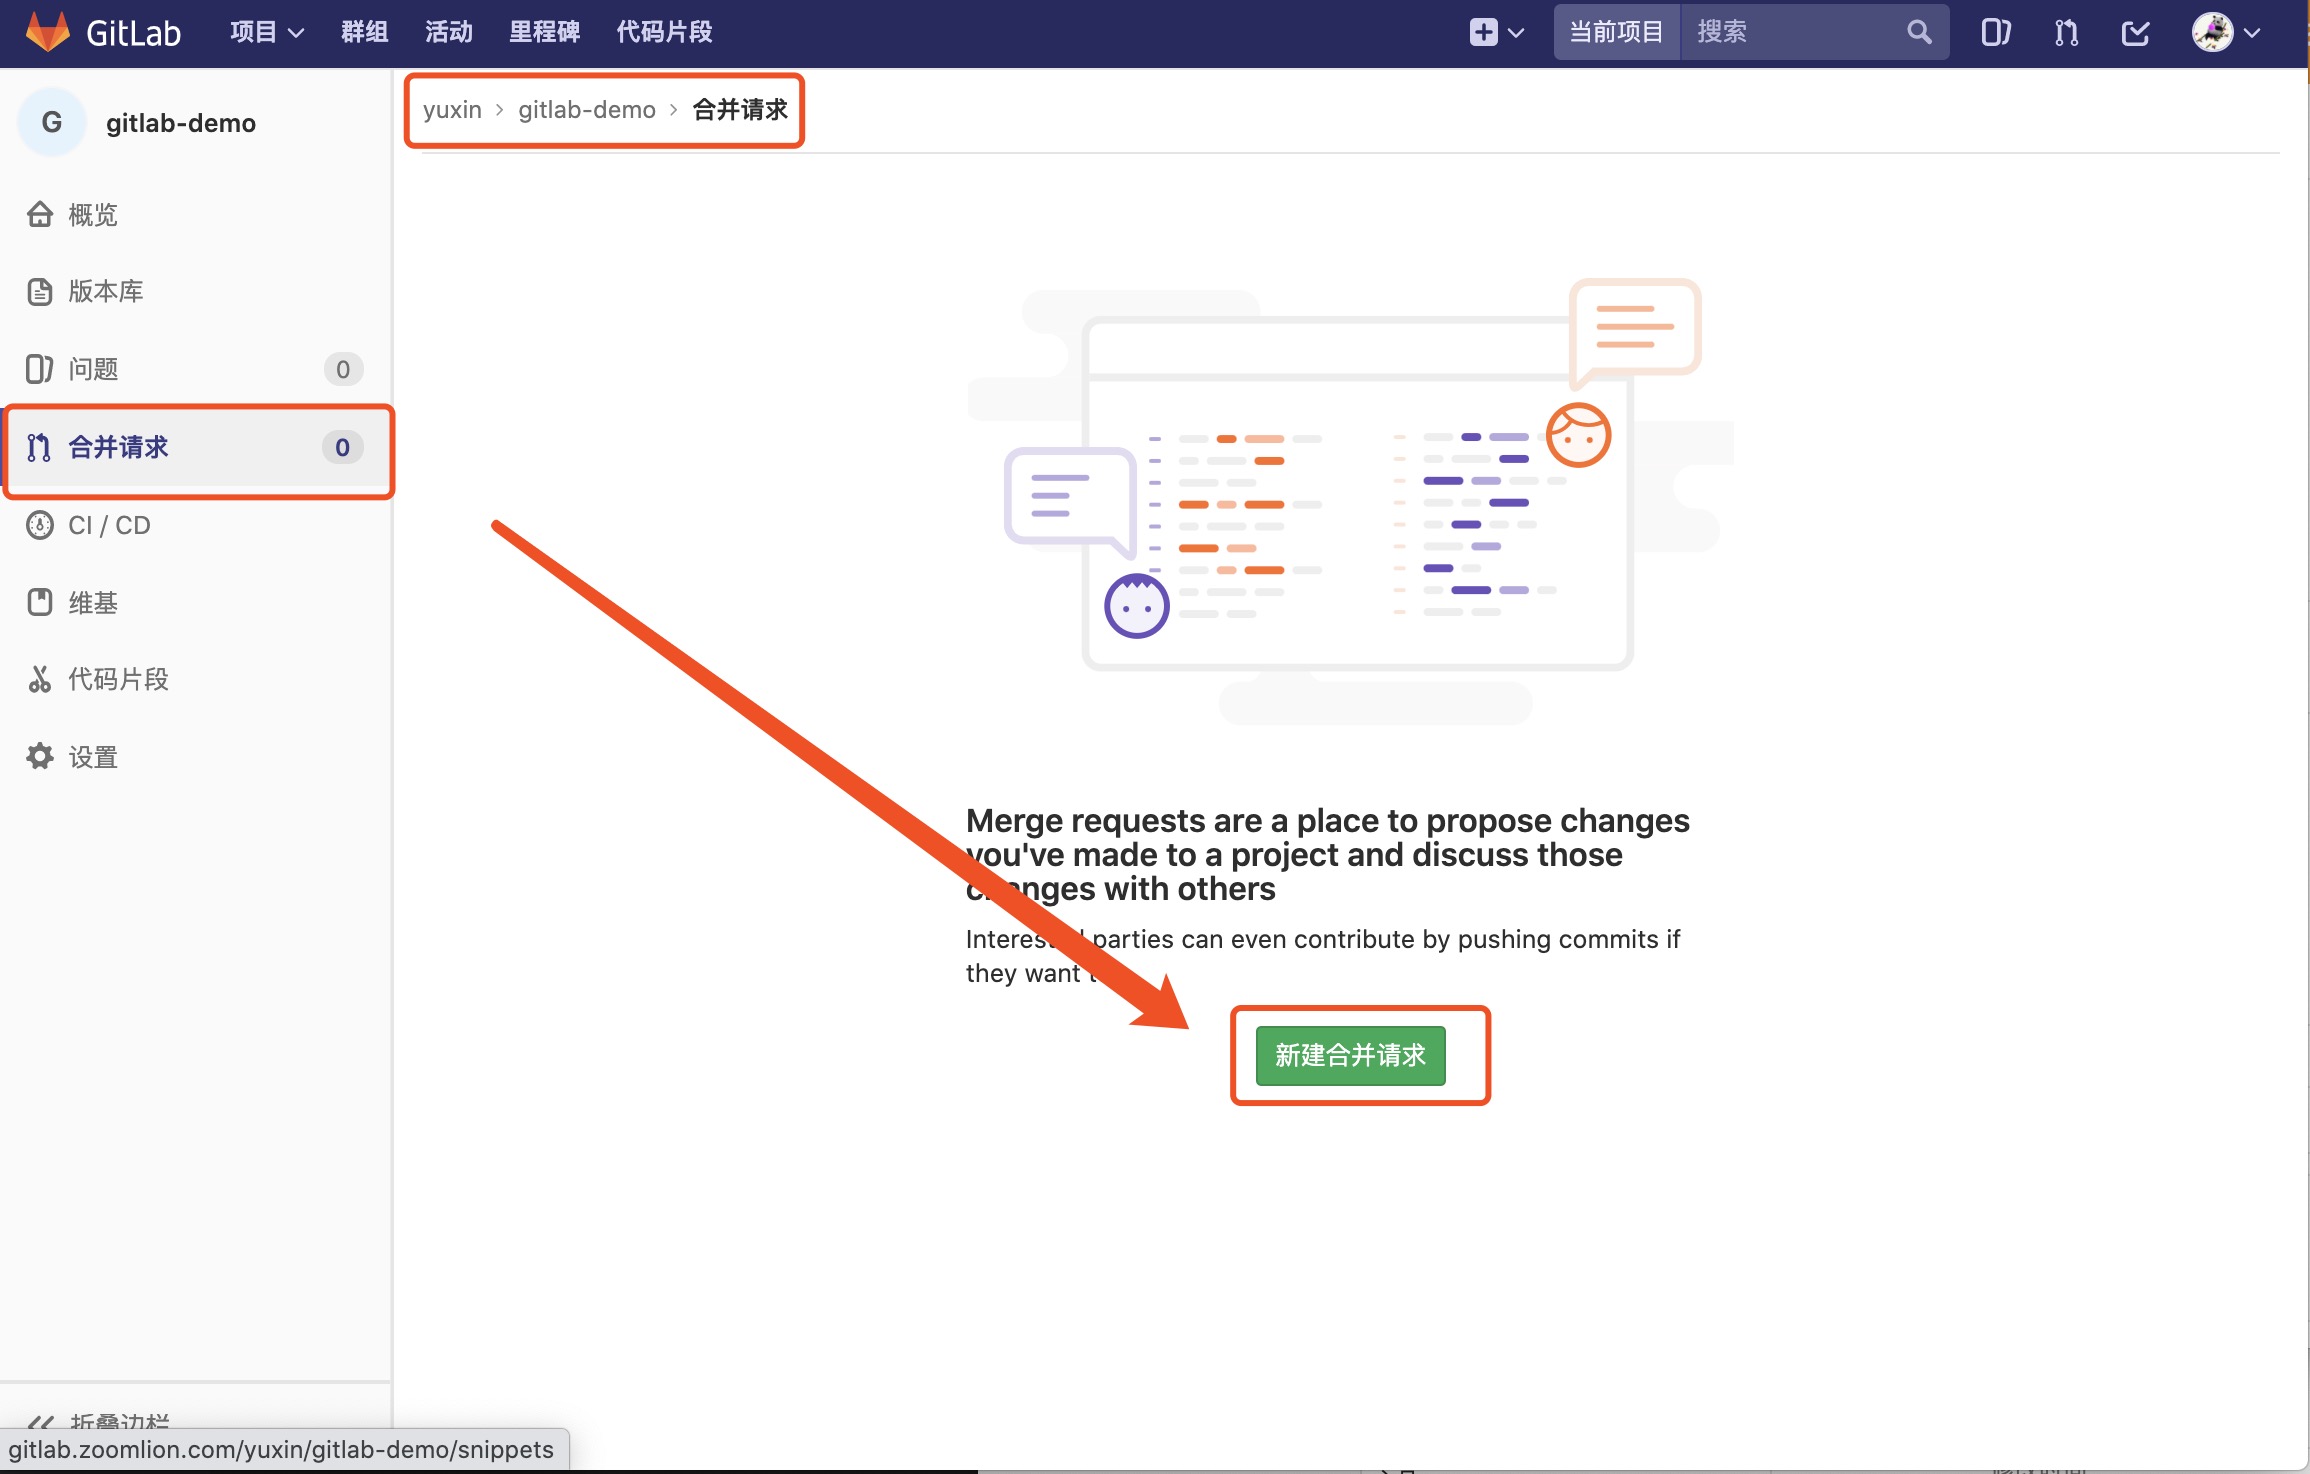 GitLab 项目 群组 活动 里程碑 代码片段 当前项目 搜索
G gitlab-demo
yuxin > gitlab-demo > 合并请求
概览
版本库
问题 0
合并请求 0
CI / CD
维基
代码片段
设置
Merge requests are a place to propose changes
you've made to a project and discuss those
changes with others
parties can even contribute by pushing commits if
they want
新建合并请求
折叠边栏
gitlab.zoomlion.com/yuxin/gitlab-demo/snippets